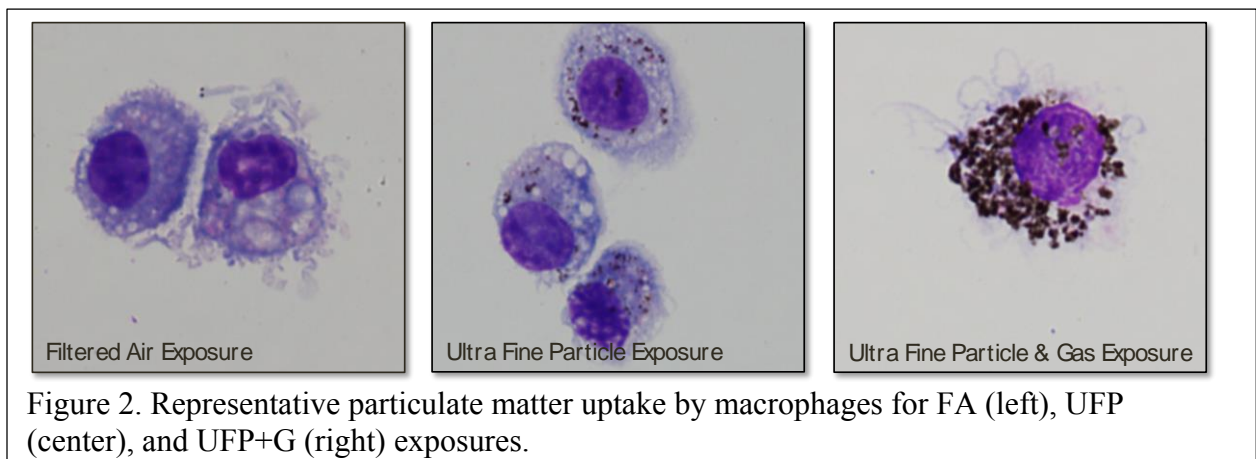 Filtered Air Exposure
Ultra Fine Particle Exposure
Ultra Fine Particle & Gas Exposure
Figure 2. Representative particulate matter uptake by macrophages for FA (left), UFP
(center), and UFP+G (right) exposures.